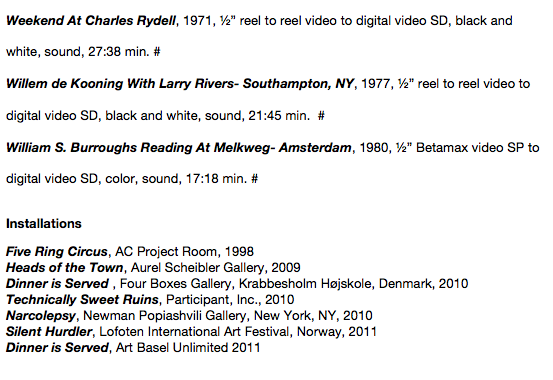 Weekend At Charles Rydell, 1971, ½” reel to reel video to digital video SD, black and
white, sound, 27:38 min. #
Willem de Kooning With Larry Rivers- Southampton, NY, 1977, ½” reel to reel video to
digital video SD, black and white, sound, 21:45 min.  #
William S. Burroughs Reading At Melkweg- Amsterdam, 1980, ½” Betamax video SP to
digital video SD, color, sound, 17:18 min. #
Installations
Five Ring Circus, AC Project Room, 1998
Heads of the Town, Aurel Scheibler Gallery, 2009
Dinner is Served , Four Boxes Gallery, Krabbesholm Højskole, Denmark, 2010
Technically Sweet Ruins, Participant, Inc., 2010
Narcolepsy, Newman Popiashvili Gallery, New York, NY, 2010
Silent Hurdler, Lofoten International Art Festival, Norway, 2011
Dinner is Served, Art Basel Unlimited 2011